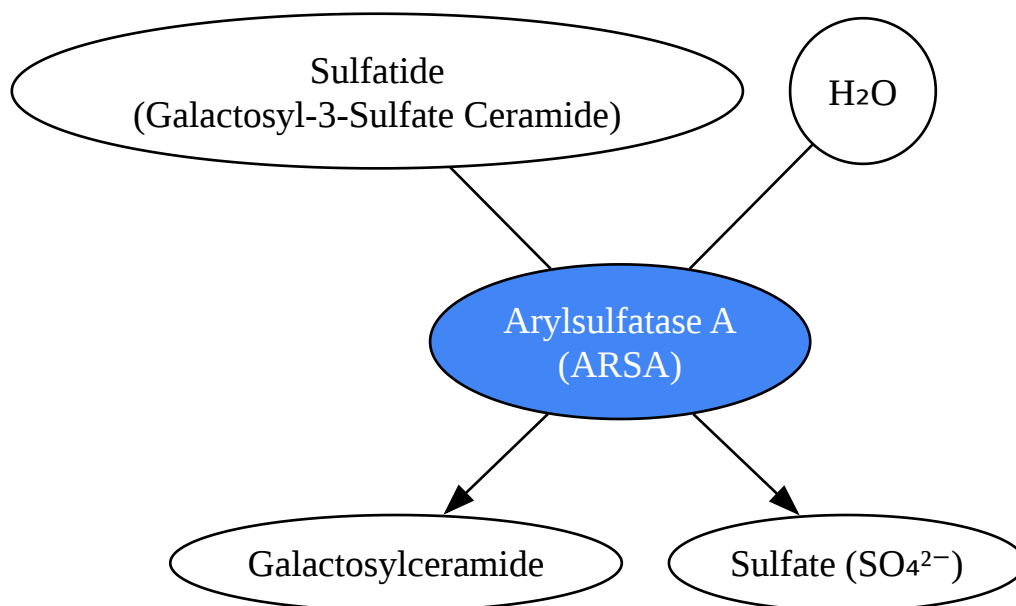 Sulfatide
(Galactosyl-3-Sulfate Ceramide)
H₂O
Arylsulfatase A
(ARSA)
Galactosylceramide
Sulfate (SO₄²⁻)